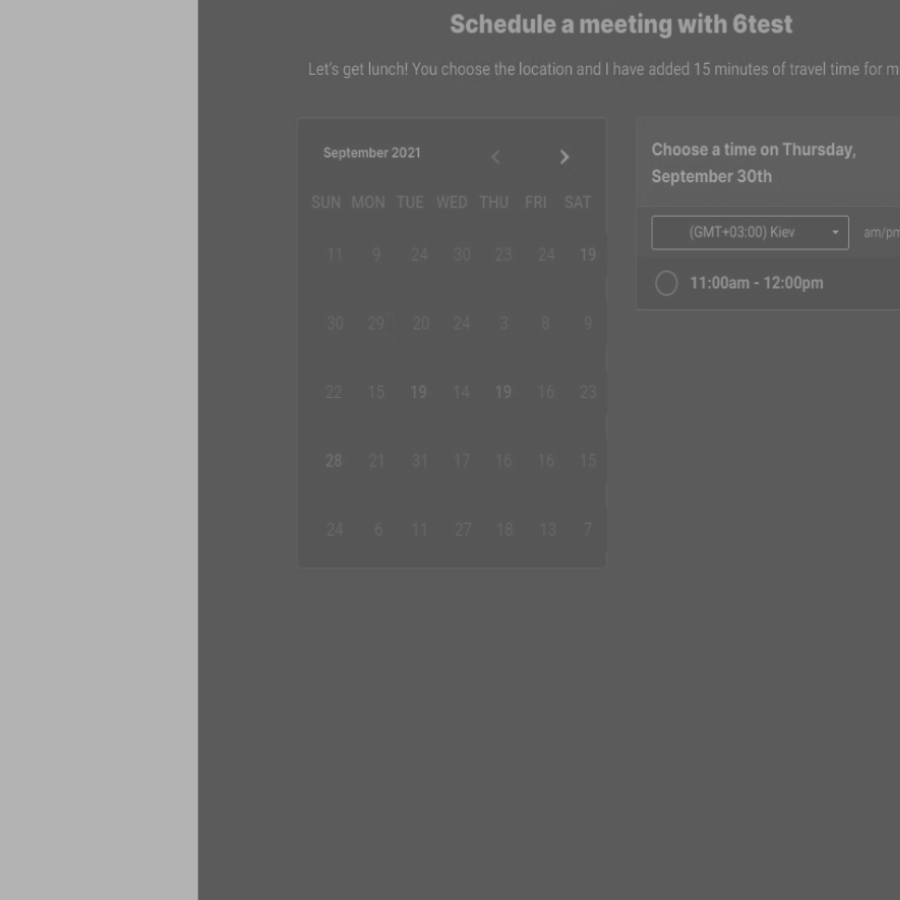 Schedule a meeting with 6test
Let's get lunch! You choose the location and I have added 15 minutes of travel time for
September 2021
SUN MON TUE WED THU FRI SAT
11 9 24 30 23 24 19
30 29 20 24 3 8 9
22 15 19 14 19 16 23
28 21 31 17 16 16 15
24 6 11 27 18 13 7
Choose a time on Thursday,
September 30th
(GMT+03:00) Kiev am/pm
11:00am - 12:00pm